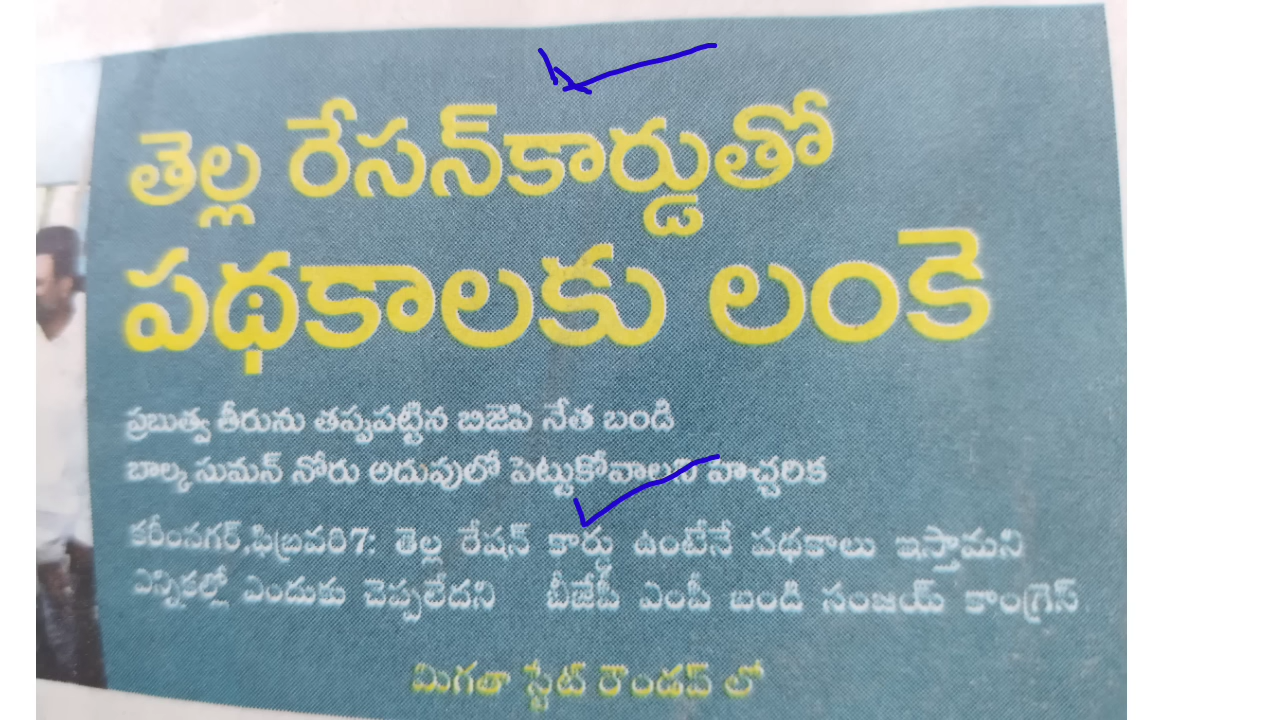 తెల్ల రేసన్‌కార్డుతో
పథకాలకు లంకె
ప్రబుత్వ తీరును తప్పుపట్టిన బిజెపి నేత బండి
బాల్క సుమన్ నోరు అదువులో పెట్టుకోవాలని హెచ్చరిక
కరీంనగర్,ఫిబ్రవరి7: తెల్ల రేషన్ కార్డు ఉంటేనే పథకాలు ఇస్తామని
ఎన్నికల్లో ఎందుకు చెప్పలేదని బీజేపీ ఎంపీ బండి సంజయ్ కాంగ్రెస్
మిగతా స్టేట్ రౌండప్ లో